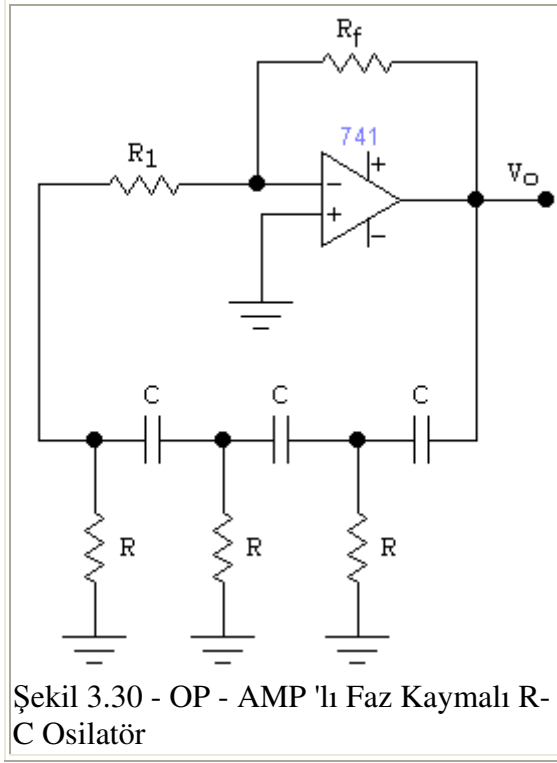 Rf
741
R1
+
Vo
-
+
-
C
C
C
R
R
R
Şekil 3.30 - OP - AMP 'lı Faz Kaymalı R-
C Osilatör